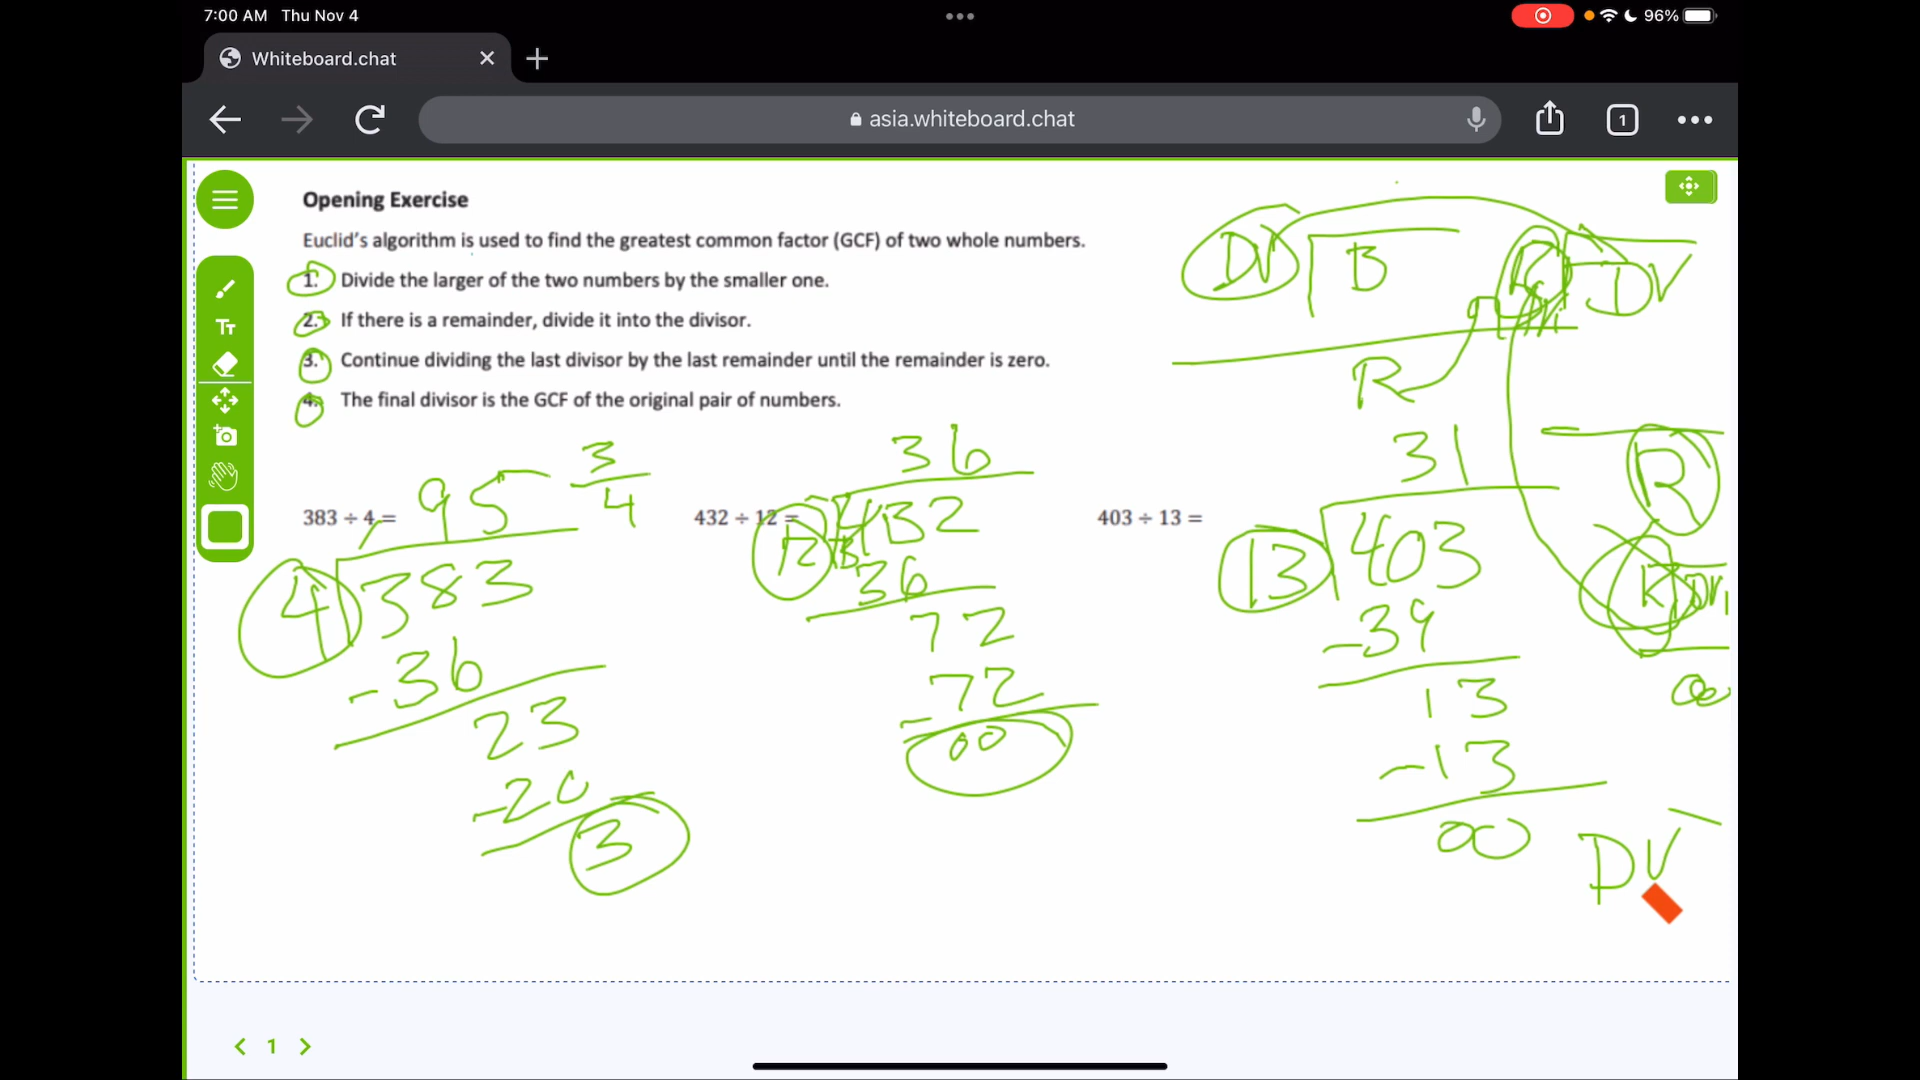 7:00 AM Thu Nov 4
96%
Whiteboard.chat
asia.whiteboard.chat
1
Opening Exercise
Euclid's algorithm is used to find the greatest common factor (GCF) of two whole numbers.
1. Divide the larger of the two numbers by the smaller one.
2. If there is a remainder, divide it into the divisor.
3. Continue dividing the last divisor by the last remainder until the remainder is zero.
4. The final divisor is the GCF of the original pair of numbers.
DV B
R DV
R
R
R DV
DV
383 ÷ 4 =
95 3/4
4 383
-36
23
-20
3
432 ÷ 12 =
36
12 432
36
72
-72
00
403 ÷ 13 =
31
13 403
-39
13
-13
00
Tт
1